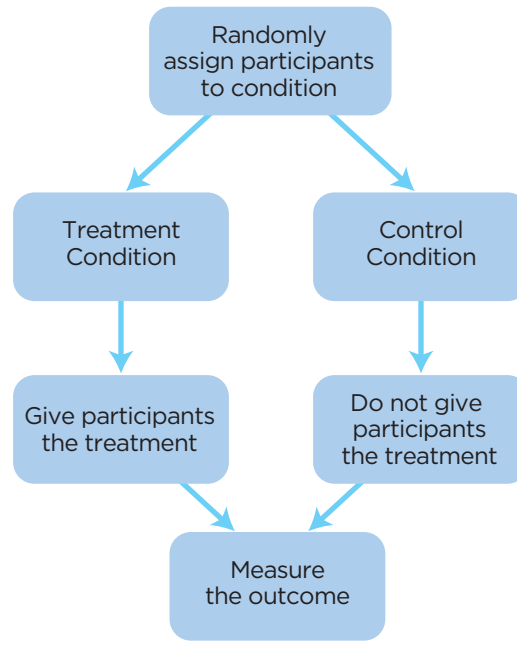 Randomly
assign participants
to condition
Treatment
Condition
Control
Condition
Give participants
the treatment
Do not give
participants
the treatment
Measure
the outcome